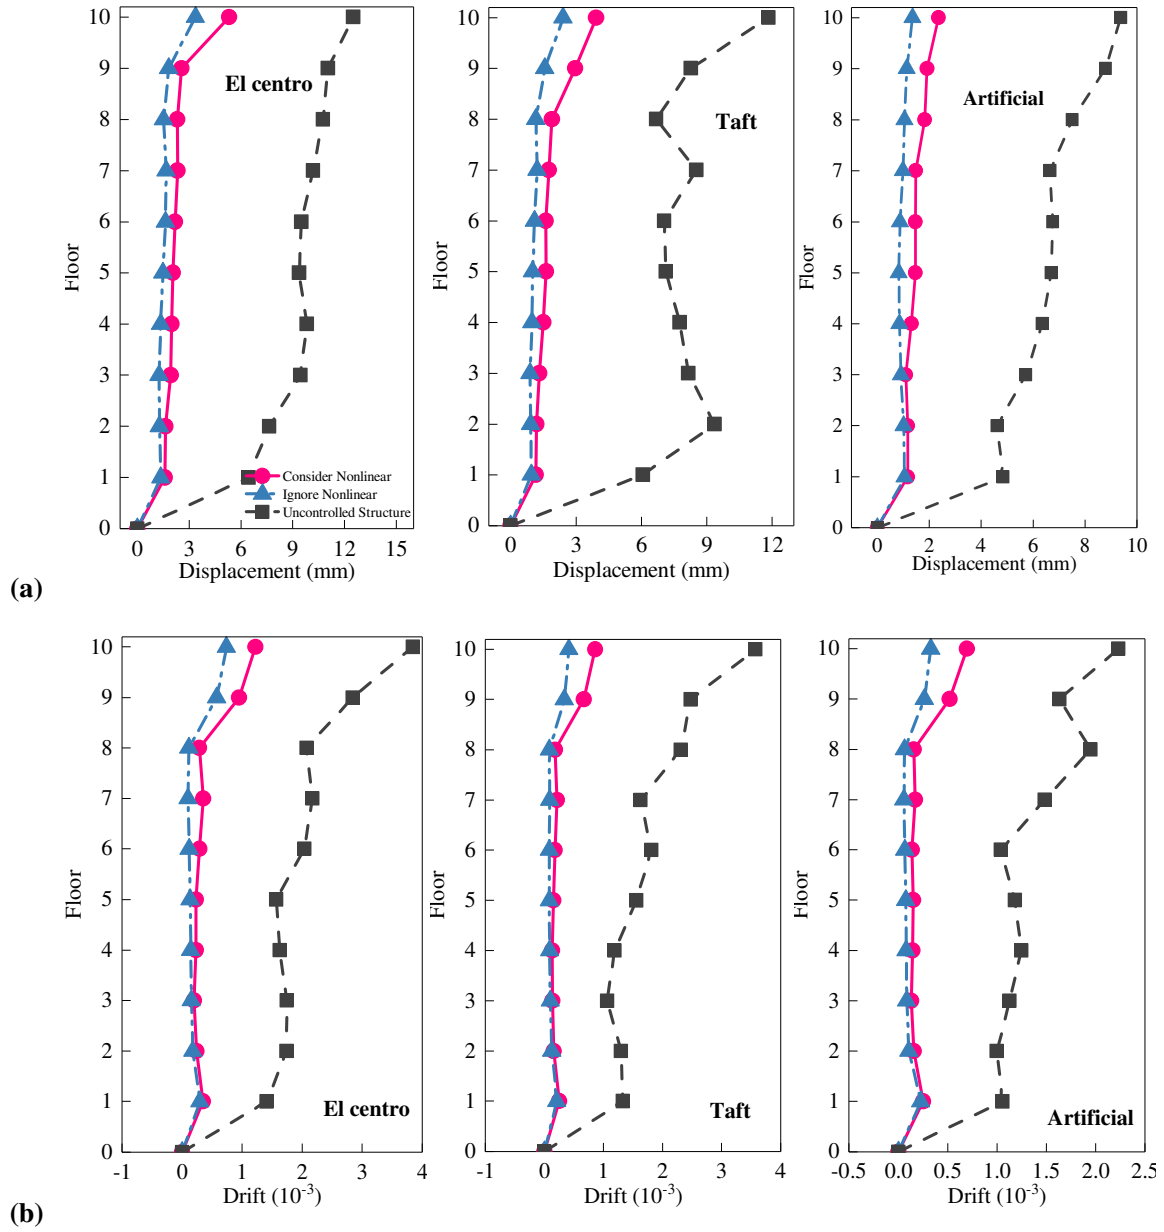 10
9
8
7
6
5
4
3
2
1
0
Floor
El centro
Consider Nonlinear
Ignore Nonlinear
Uncontrolled Structure
0 3 6 9 12 15
Displacement (mm)
10
9
8
7
6
5
4
3
2
1
0
Floor
Taft
0 3 6 9 12
Displacement (mm)
10
9
8
7
6
5
4
3
2
1
0
Floor
Artificial
0 2 4 6 8 10
Displacement (mm)
(a)
10
9
8
7
6
5
4
3
2
1
0
Floor
El centro
-1 0 1 2 3 4
Drift (10⁻³)
10
9
8
7
6
5
4
3
2
1
0
Floor
Taft
-1 0 1 2 3 4
Drift (10⁻³)
10
9
8
7
6
5
4
3
2
1
0
Floor
Artificial
-0.5 0.0 0.5 1.0 1.5 2.0 2.5
Drift (10⁻³)
(b)